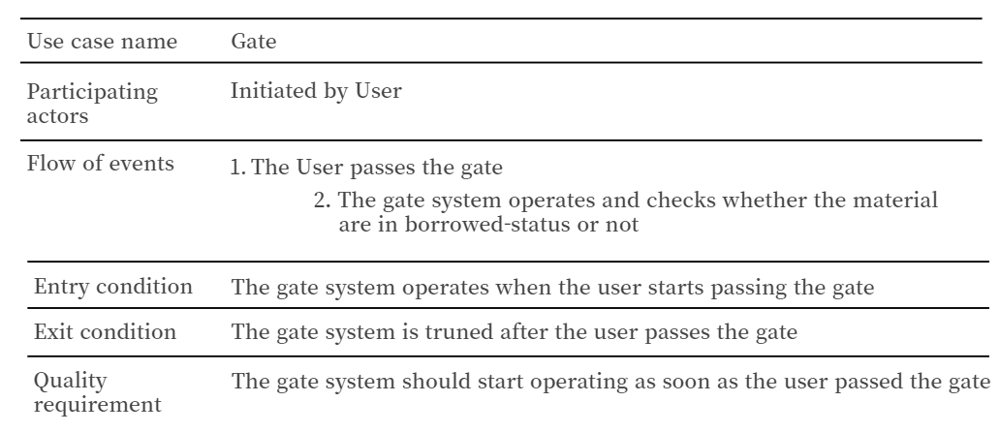 Use case name Gate
Participating
actors
Initiated by User
Flow of events
1. The User passes the gate
2. The gate system operates and checks whether the material
are in borrowed-status or not
Entry condition The gate system operates when the user starts passing the gate
Exit condition The gate system is truned after the user passes the gate
Quality
requirement
The gate system should start operating as soon as the user passed the gate